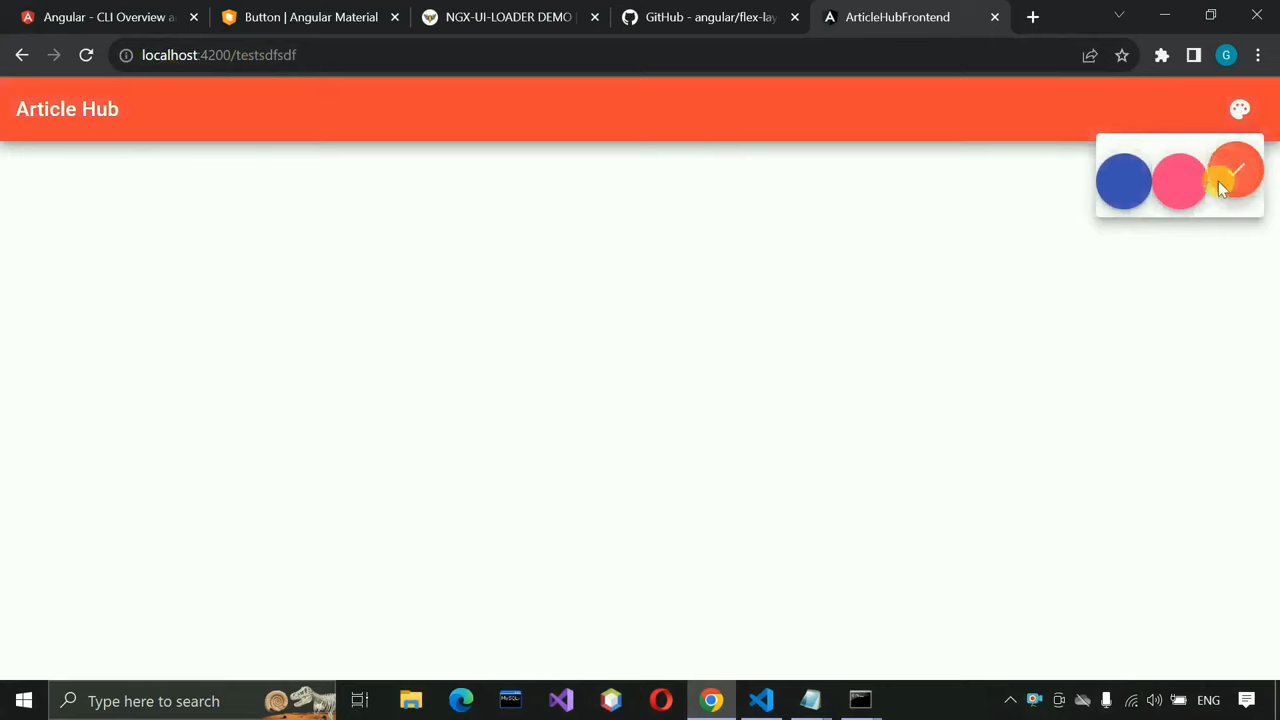 Angular - CLI Overview a
Button | Angular Material
NGX-UI-LOADER DEMO |
GitHub - angular/flex-lay
ArticleHubFrontend
localhost:4200/testsdfsdf
G
Article Hub
Type here to search
MySQL
ENG